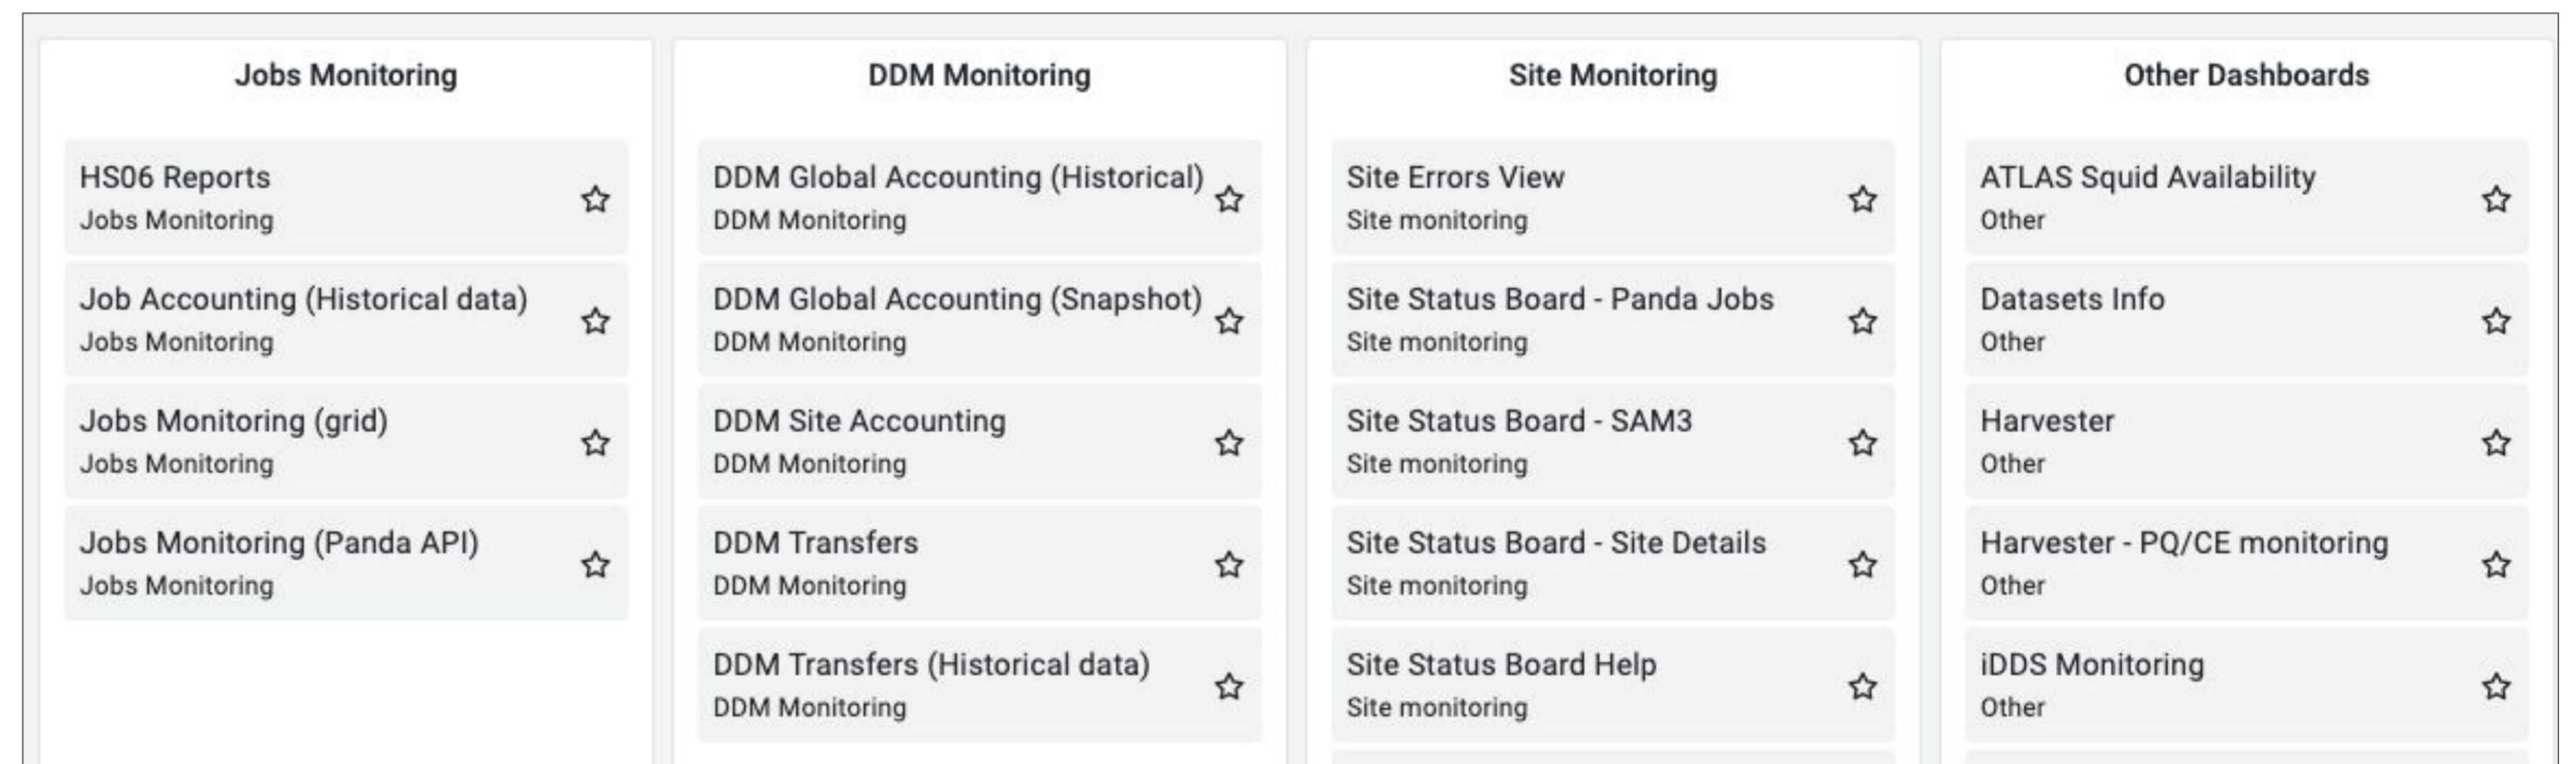 Jobs Monitoring
HS06 Reports
Jobs Monitoring
Job Accounting (Historical data)
Jobs Monitoring
Jobs Monitoring (grid)
Jobs Monitoring
Jobs Monitoring (Panda API)
Jobs Monitoring
DDM Monitoring
DDM Global Accounting (Historical)
DDM Monitoring
DDM Global Accounting (Snapshot)
DDM Monitoring
DDM Site Accounting
DDM Monitoring
DDM Transfers
DDM Monitoring
DDM Transfers (Historical data)
DDM Monitoring
Site Monitoring
Site Errors View
Site monitoring
Site Status Board - Panda Jobs
Site monitoring
Site Status Board - SAM3
Site monitoring
Site Status Board - Site Details
Site monitoring
Site Status Board Help
Site monitoring
Other Dashboards
ATLAS Squid Availability
Other
Datasets Info
Other
Harvester
Other
Harvester - PQ/CE monitoring
Other
iDDS Monitoring
Other